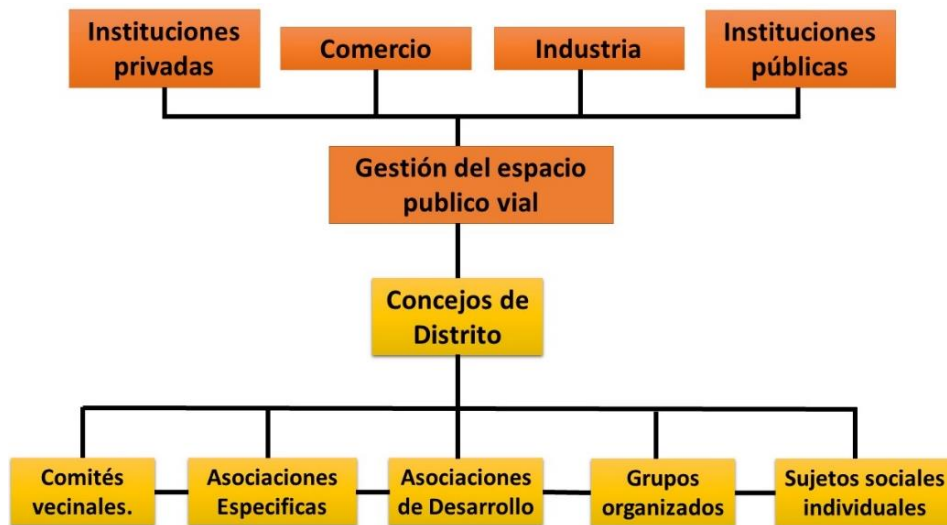 Instituciones
privadas
Comercio
Industria
Instituciones
públicas
Gestión del espacio
publico vial
Concejos de
Distrito
Comités
vecinales.
Asociaciones
Especificas
Asociaciones
de Desarrollo
Grupos
organizados
Sujetos sociales
individuales